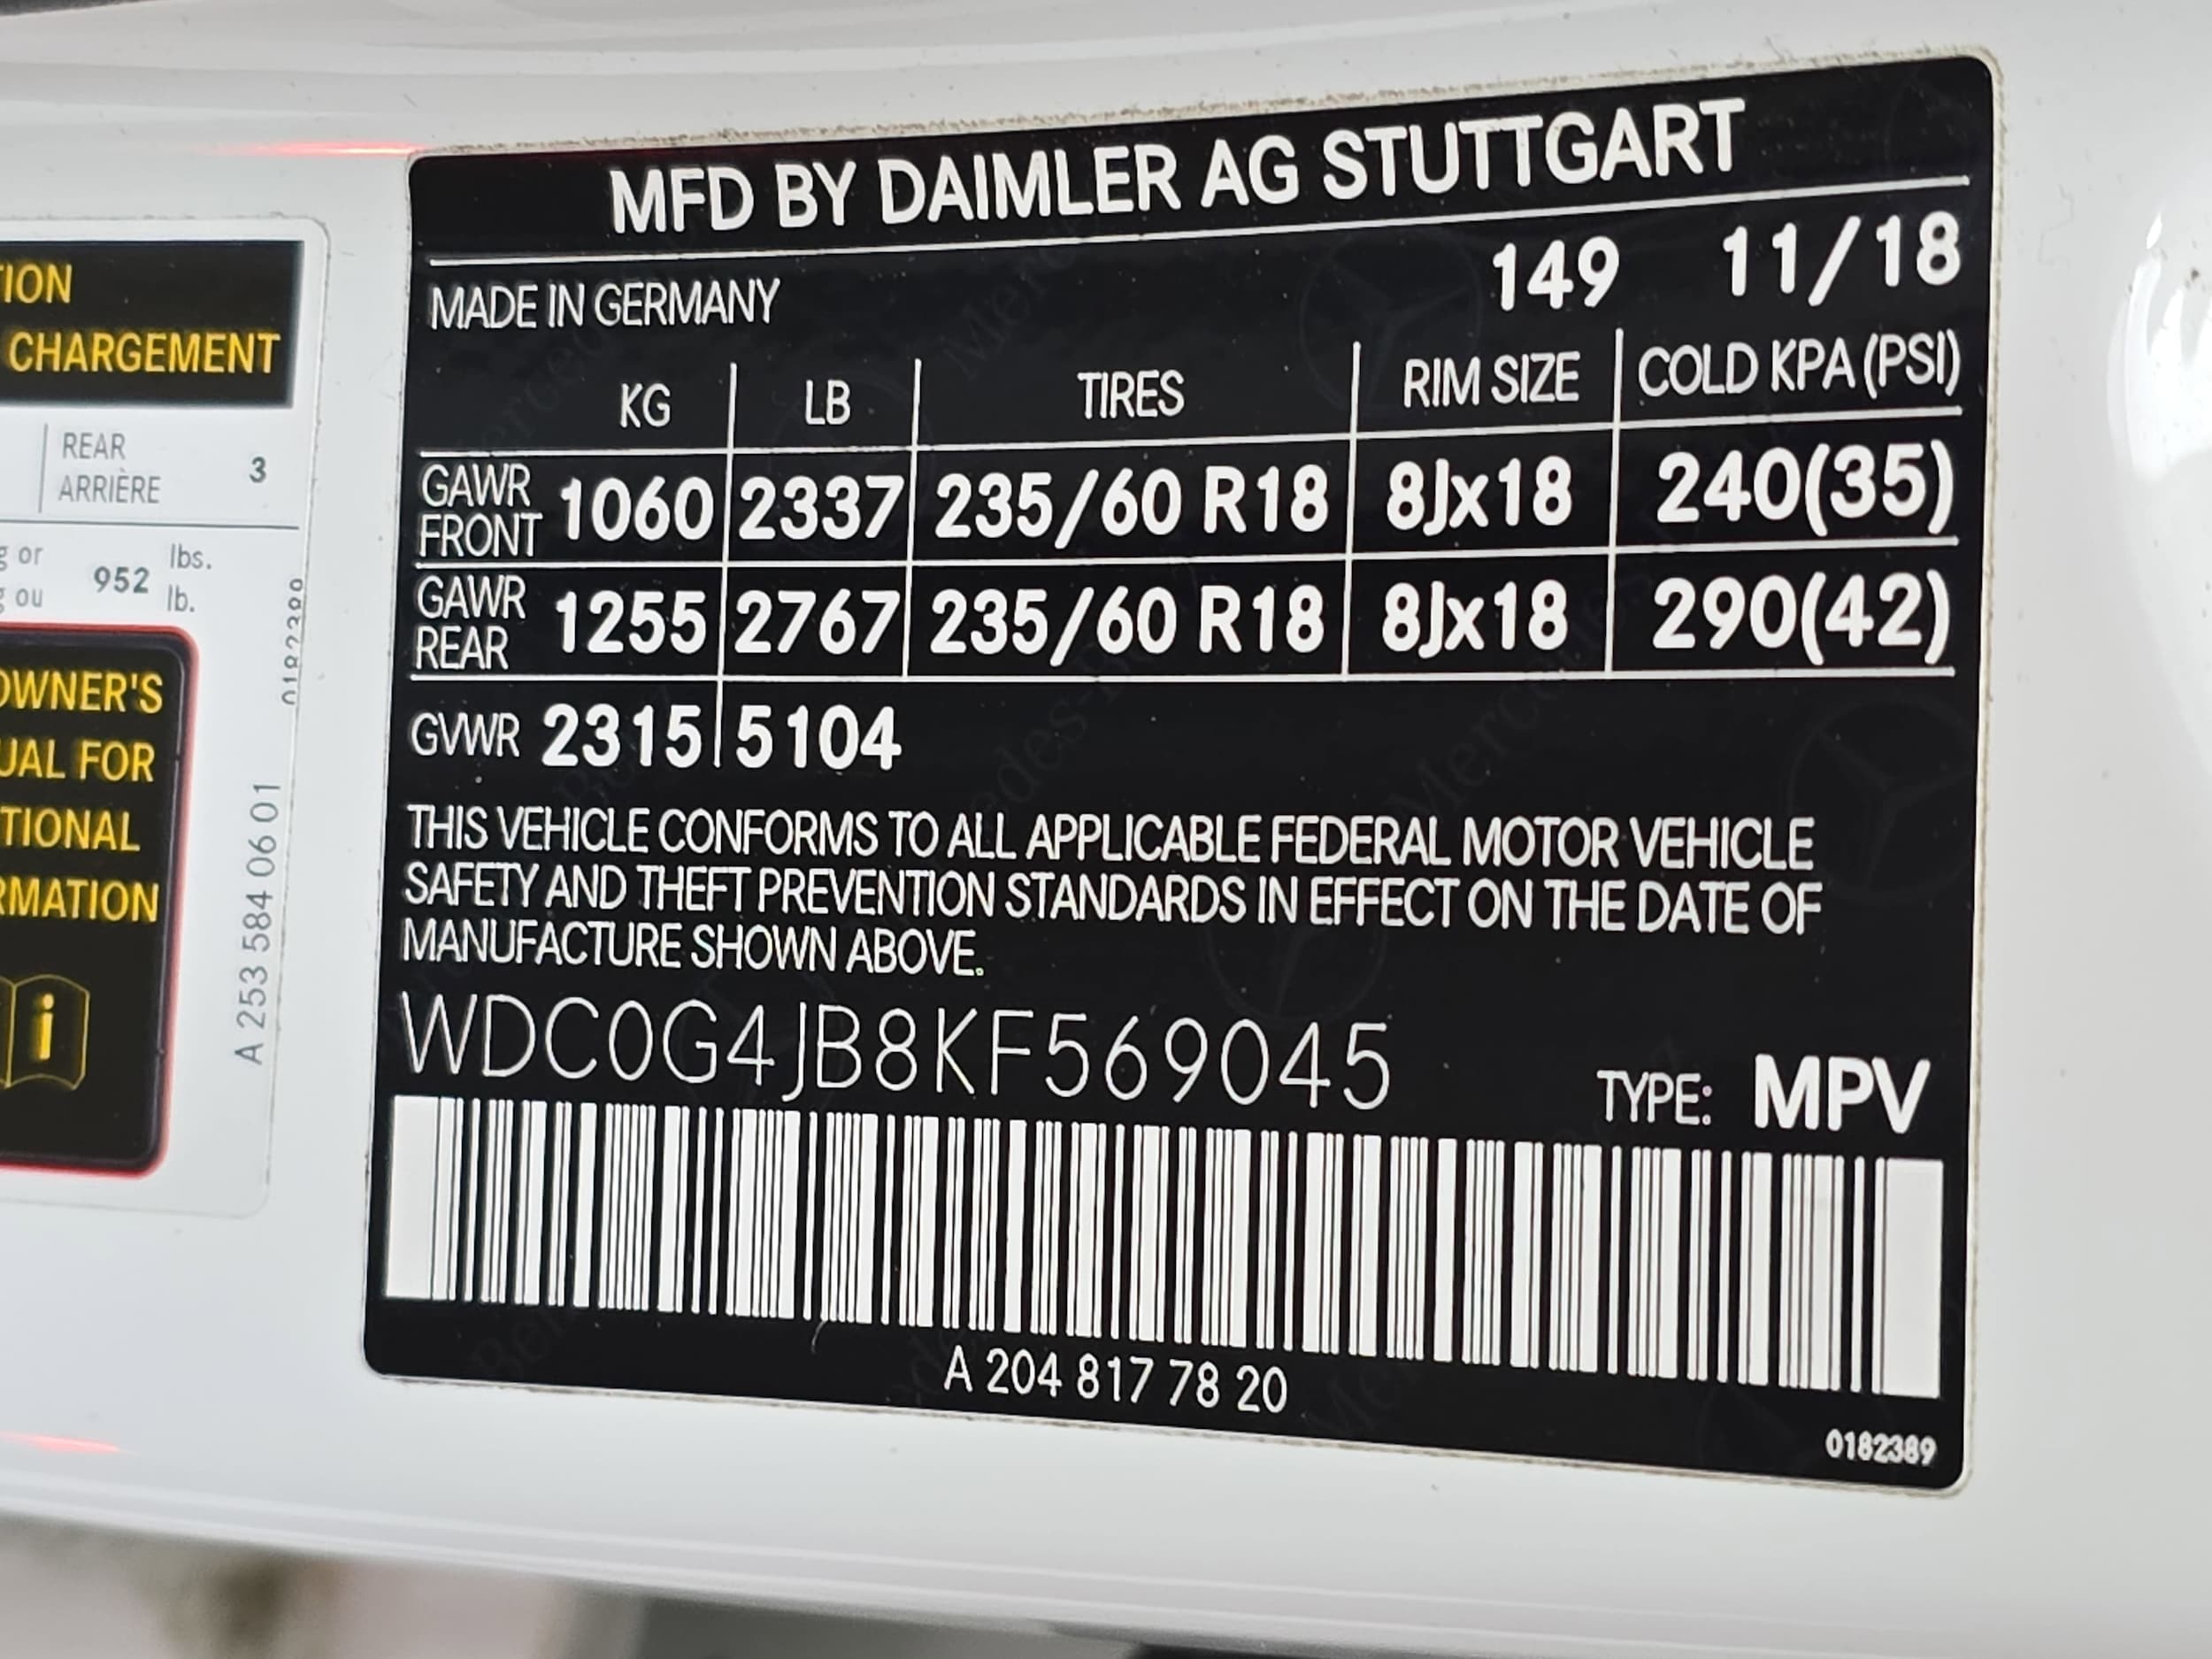 MFD BY DAIMLER AG STUTTGART
MADE IN GERMANY 149 11/18
KG LB TIRES RIM SIZE COLD KPA (PSI)
GAWR FRONT 1060 2337 235/60 R18 8Jx18 240(35)
GAWR REAR 1255 2767 235/60 R18 8Jx18 290(42)
GVWR 2315 5104
THIS VEHICLE CONFORMS TO ALL APPLICABLE FEDERAL MOTOR VEHICLE
SAFETY AND THEFT PREVENTION STANDARDS IN EFFECT ON THE DATE OF
MANUFACTURE SHOWN ABOVE.
WDC0G4JB8KF569045
TYPE: MPV
A 204 817 78 20
0182389
TION
CHARGEMENT
REAR
ARRIÈRE 3
g or 952 lbs.
g ou lb.
OWNER'S
UAL FOR
TIONAL
RMATION
i
A 253 584 06 01